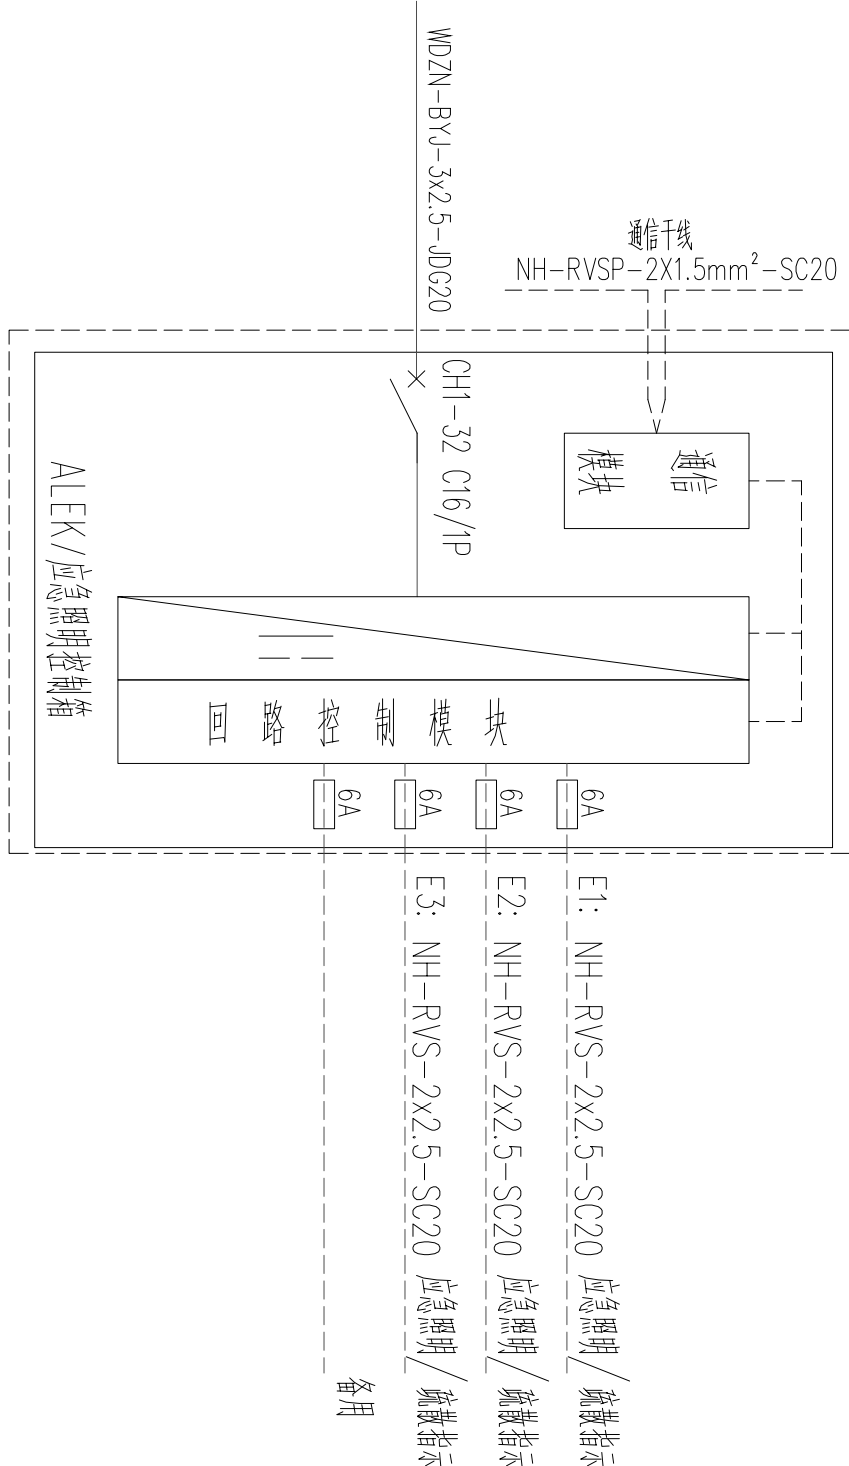 WDZN-BYJ-3x2.5-JDG20
通信干线
NH-RVSP-2X1.5mm²-SC20
CH1-32 C16/1P
通信
模块
ALEK/应急照明控制箱
回路控制模块
6A
6A
6A
6A
E1: NH-RVS-2x2.5-SC20 应急照明/疏散指示
E2: NH-RVS-2x2.5-SC20 应急照明/疏散指示
E3: NH-RVS-2x2.5-SC20 应急照明/疏散指示
备用